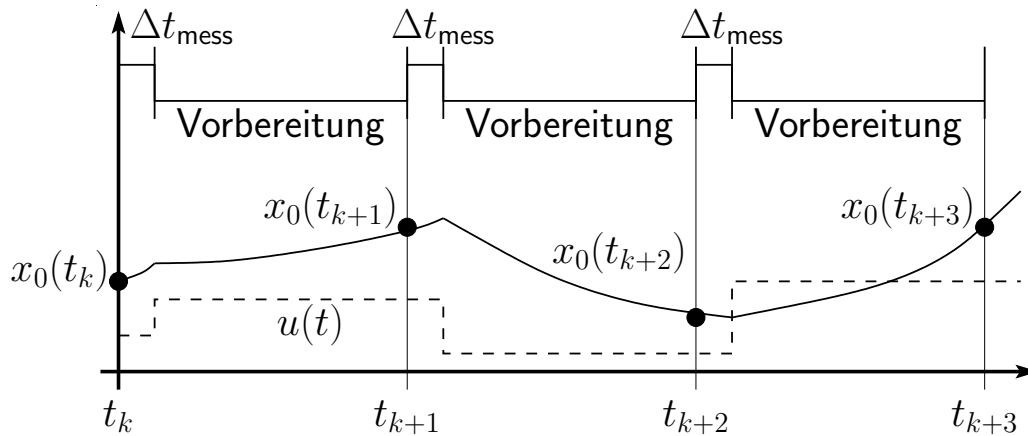 Δt_mess Δt_mess Δt_mess
Vorbereitung Vorbereitung Vorbereitung
x_0(t_{k+1}) x_0(t_{k+3})
x_0(t_k) x_0(t_{k+2})
u(t)
t_k t_{k+1} t_{k+2} t_{k+3}